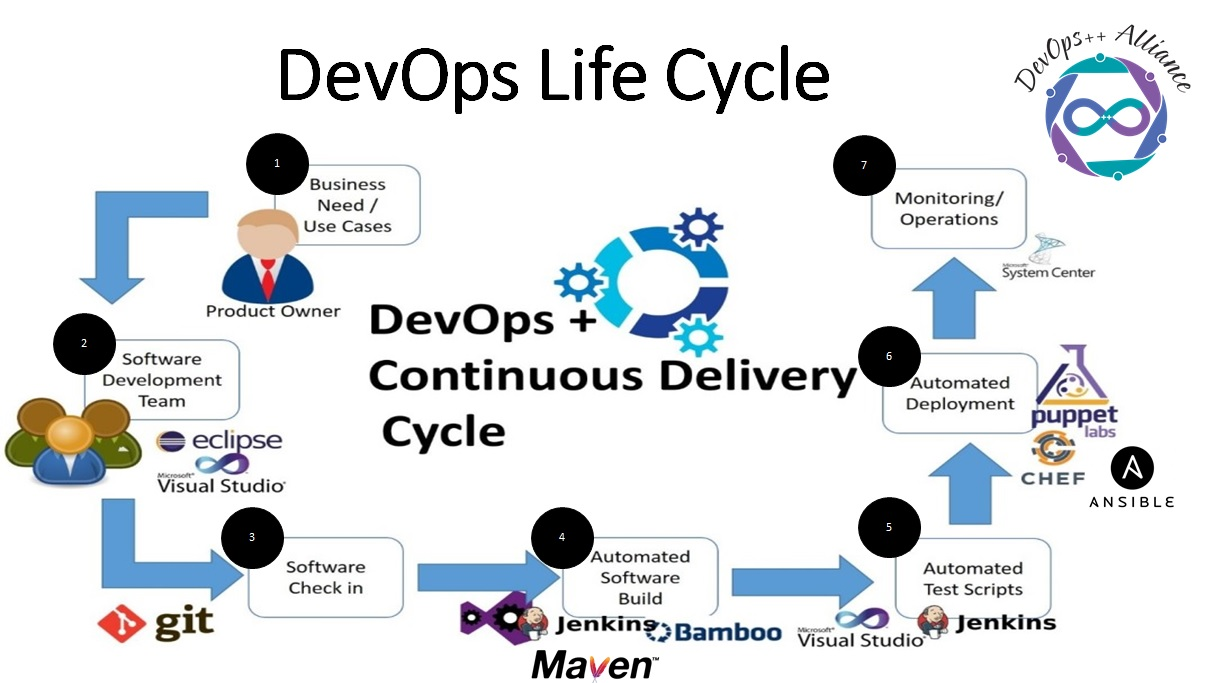 DevOps Life Cycle
DevOps++ Alliance
1
Business
Need /
Use Cases
Product Owner
2
Software
Development
Team
eclipse
Microsoft®
Visual Studio
3
Software
Check in
git
4
Automated
Software
Build
Jenkins
Bamboo
Maven™
5
Automated
Test Scripts
Microsoft®
Visual Studio
Jenkins
6
Automated
Deployment
puppet
labs
CHEF
A
ANSIBLE
7
Monitoring/
Operations
Microsoft®
System Center
DevOps +
Continuous Delivery
Cycle